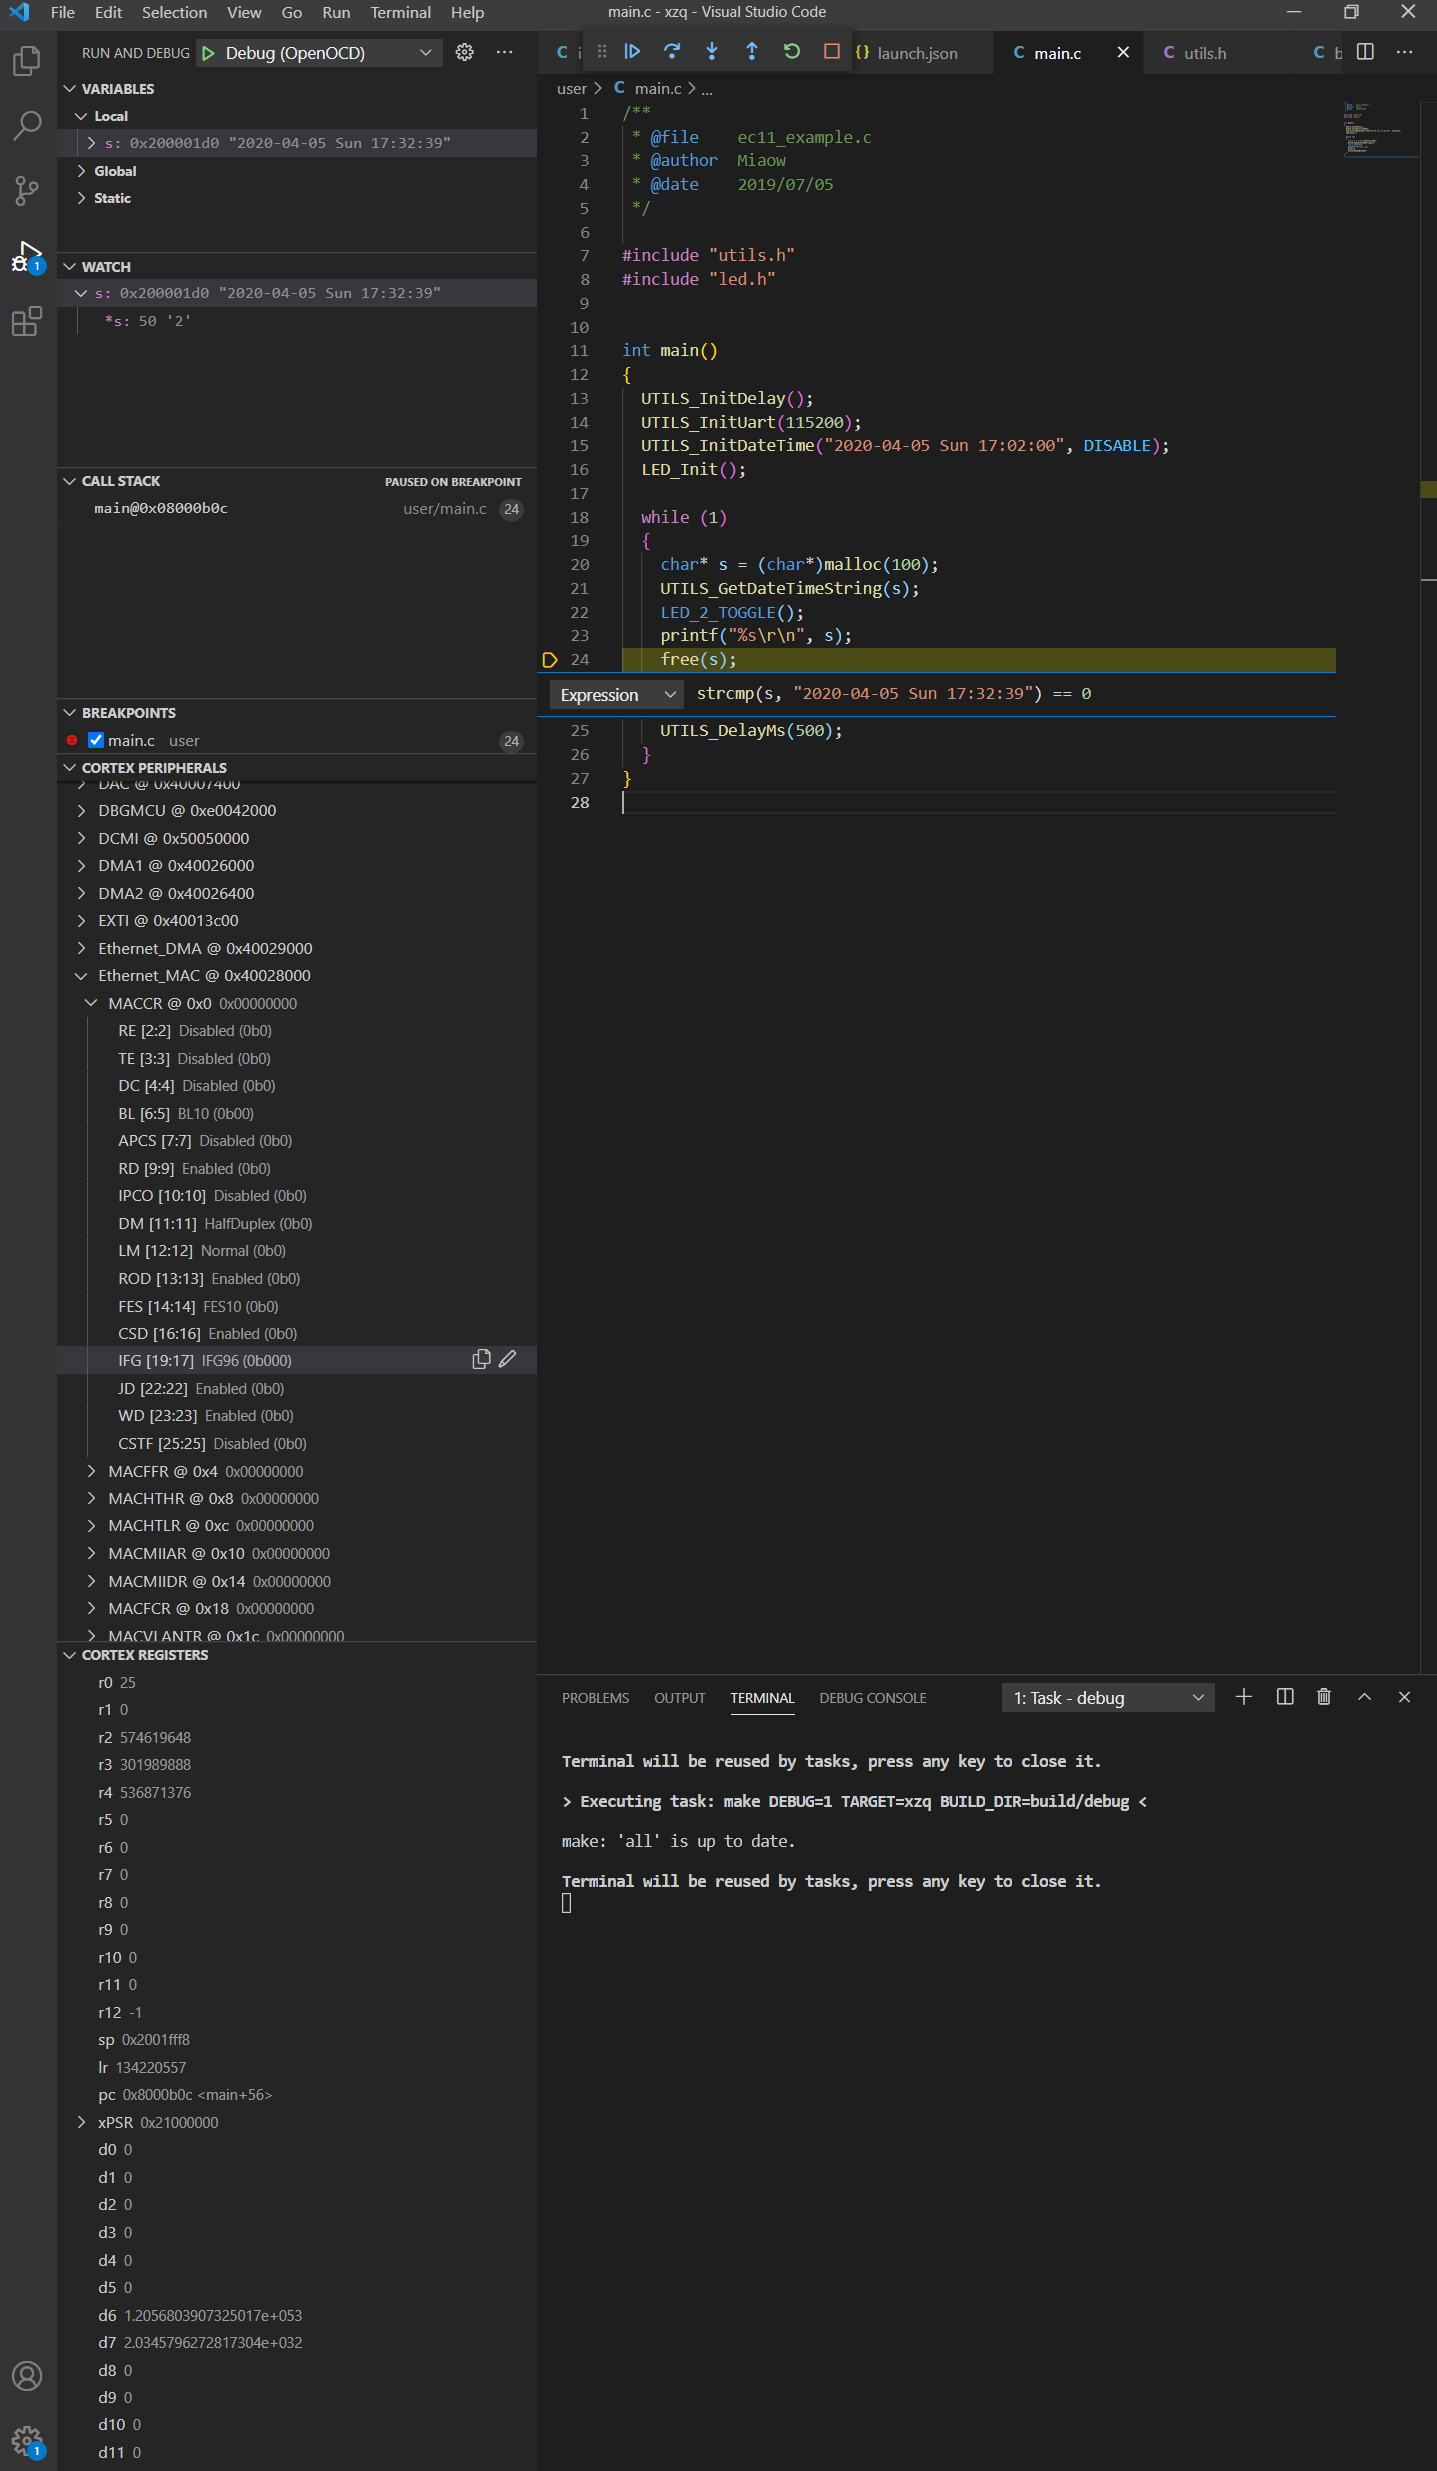 File Edit Selection View Go Run Terminal Help main.c - xzq - Visual Studio Code
RUN AND DEBUG Debug (OpenOCD)
VARIABLES
Local
s: 0x200001d0 "2020-04-05 Sun 17:32:39"
Global
Static
WATCH
s: 0x200001d0 "2020-04-05 Sun 17:32:39"
*s: 50 '2'
CALL STACK PAUSED ON BREAKPOINT
main@0x08000b0c user/main.c 24
BREAKPOINTS
main.c user 24
CORTEX PERIPHERALS
DAC @ 0x40007400
DBGMCU @ 0xe0042000
DCMI @ 0x50050000
DMA1 @ 0x40026000
DMA2 @ 0x40026400
EXTI @ 0x40013c00
Ethernet_DMA @ 0x40029000
Ethernet_MAC @ 0x40028000
MACCR @ 0x0 0x00000000
RE [2:2] Disabled (0b0)
TE [3:3] Disabled (0b0)
DC [4:4] Disabled (0b0)
BL [6:5] BL10 (0b00)
APCS [7:7] Disabled (0b0)
RD [9:9] Enabled (0b0)
IPCO [10:10] Disabled (0b0)
DM [11:11] HalfDuplex (0b0)
LM [12:12] Normal (0b0)
ROD [13:13] Enabled (0b0)
FES [14:14] FES10 (0b0)
CSD [16:16] Enabled (0b0)
IFG [19:17] IFG96 (0b000)
JD [22:22] Enabled (0b0)
WD [23:23] Enabled (0b0)
CSTF [25:25] Disabled (0b0)
MACFFR @ 0x4 0x00000000
MACHTHR @ 0x8 0x00000000
MACHTLR @ 0xc 0x00000000
MACMIIAR @ 0x10 0x00000000
MACMIIDR @ 0x14 0x00000000
MACFCR @ 0x18 0x00000000
MACVLANTR @ 0x1c 0x00000000
CORTEX REGISTERS
r0 25
r1 0
r2 574619648
r3 301989888
r4 536871376
r5 0
r6 0
r7 0
r8 0
r9 0
r10 0
r11 0
r12 -1
sp 0x2001fff8
lr 134220557
pc 0x8000b0c <main+56>
xPSR 0x21000000
d0 0
d1 0
d2 0
d3 0
d4 0
d5 0
d6 1.2056803907325017e+053
d7 2.0345796272817304e+032
d8 0
d9 0
d10 0
d11 0
1
1
C i {} launch.json C main.c C utils.h C b
user > C main.c > ...
1 /**
2 * @file ec11_example.c
3 * @author Miaow
4 * @date 2019/07/05
5 */
6
7 #include "utils.h"
8 #include "led.h"
9
10
11 int main()
12 {
13 UTILS_InitDelay();
14 UTILS_InitUart(115200);
15 UTILS_InitDateTime("2020-04-05 Sun 17:02:00", DISABLE);
16 LED_Init();
17
18 while (1)
19 {
20 char* s = (char*)malloc(100);
21 UTILS_GetDateTimeString(s);
22 LED_2_TOGGLE();
23 printf("%s\r\n", s);
24 free(s);
Expression strcmp(s, "2020-04-05 Sun 17:32:39") == 0
25 UTILS_DelayMs(500);
26 }
27 }
28
PROBLEMS OUTPUT TERMINAL DEBUG CONSOLE 1: Task - debug
Terminal will be reused by tasks, press any key to close it.
> Executing task: make DEBUG=1 TARGET=xzq BUILD_DIR=build/debug <
make: 'all' is up to date.
Terminal will be reused by tasks, press any key to close it.